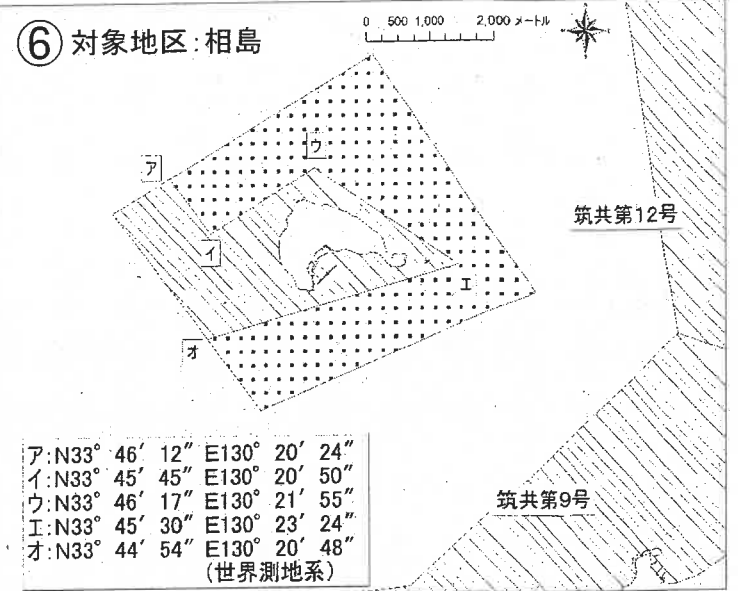 ⑥対象地区:相島
0 500 1,000 2,000 メートル
ア
ウ
イ
エ
オ
筑共第12号
筑共第9号
ア:N33° 46′ 12″ E130° 20′ 24″
イ:N33° 45′ 45″ E130° 20′ 50″
ウ:N33° 46′ 17″ E130° 21′ 55″
エ:N33° 45′ 30″ E130° 23′ 24″
オ:N33° 44′ 54″ E130° 20′ 48″
(世界測地系)